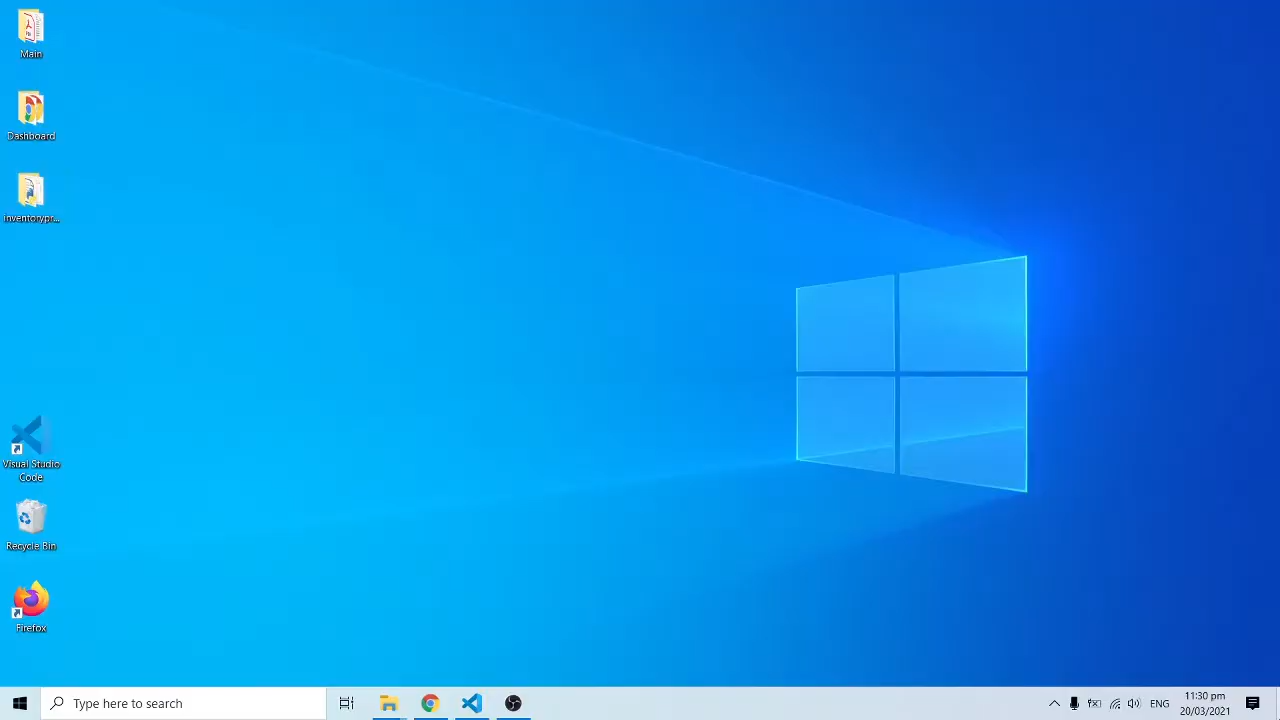 Main
Dashboard
inventorypr...
Visual Studio
Code
Recycle Bin
Firefox
Type here to search
ENG
11:30 pm
20/03/2021